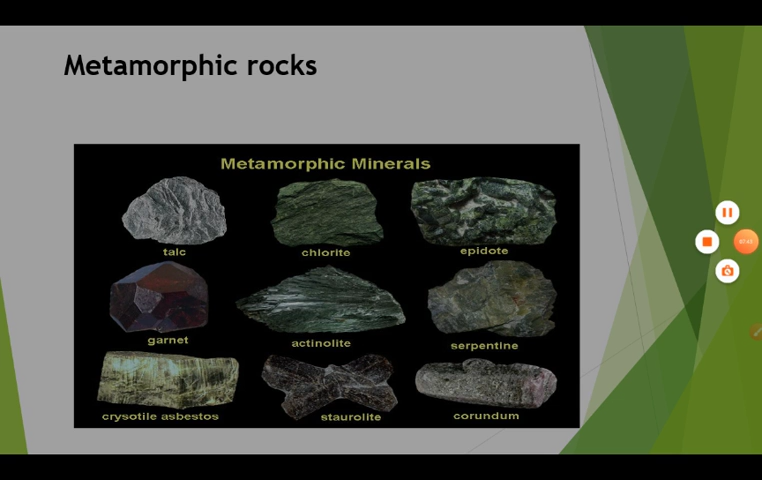 Metamorphic rocks
Metamorphic Minerals
talc chlorite epidote
garnet actinolite serpentine
crysotile asbestos staurolite corundum